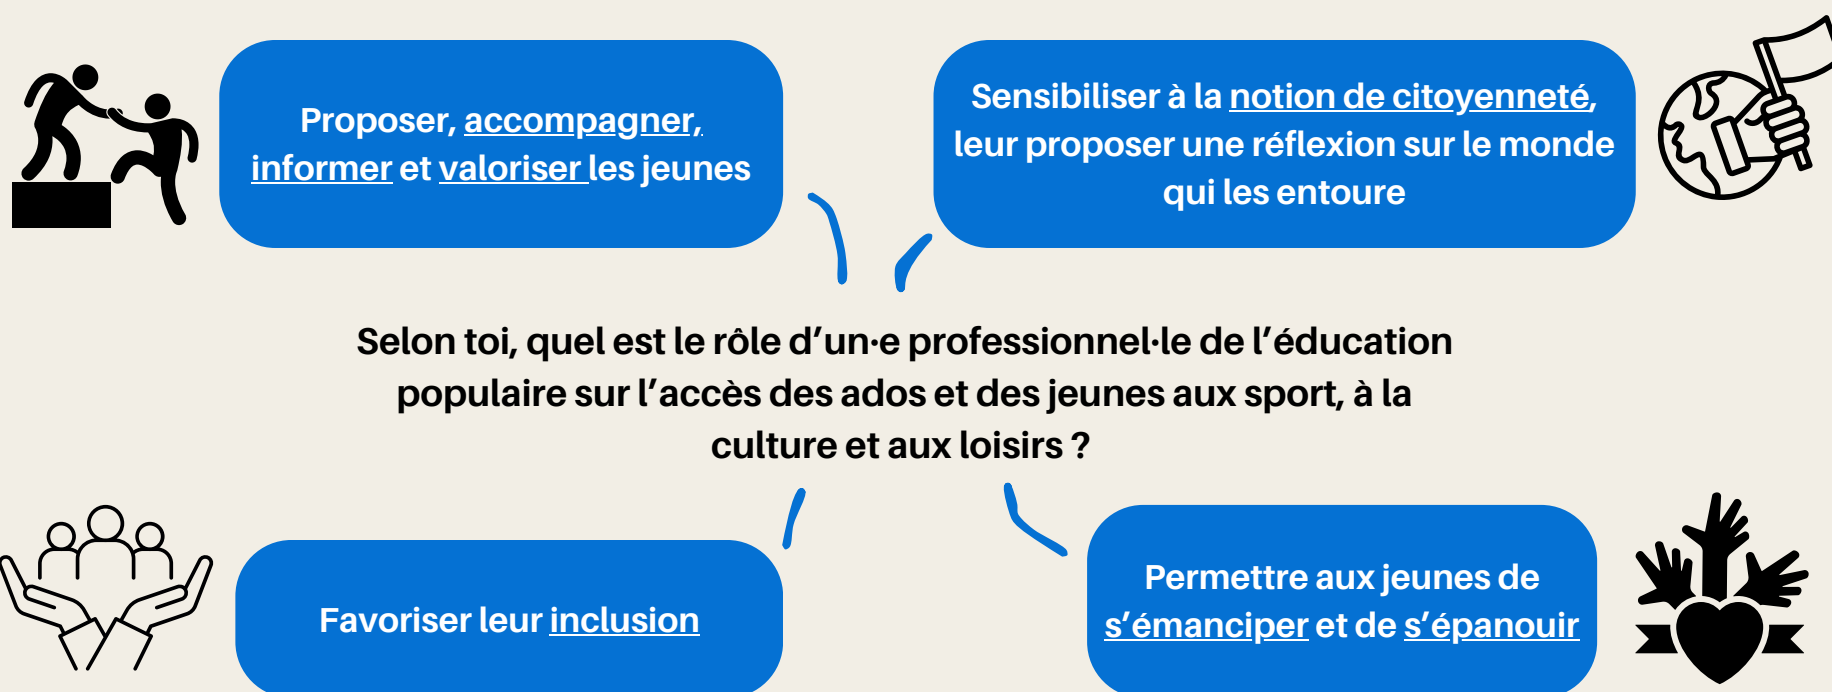 Proposer, accompagner,
informer et valoriser les jeunes
Sensibiliser à la notion de citoyenneté,
leur proposer une réflexion sur le monde
qui les entoure
Selon toi, quel est le rôle d’un·e professionnel·le de l’éducation
populaire sur l’accès des ados et des jeunes aux sport, à la
culture et aux loisirs ?
Favoriser leur inclusion
Permettre aux jeunes de
s’émanciper et de s’épanouir